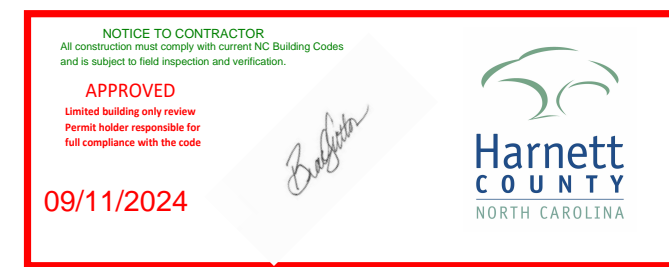 NOTICE TO CONTRACTOR
All construction must comply with current NC Building Codes
and is subject to field inspection and verification.
APPROVED
Limited building only review
Permit holder responsible for
full compliance with the code
09/11/2024
Harnett
COUNTY
NORTH CAROLINA